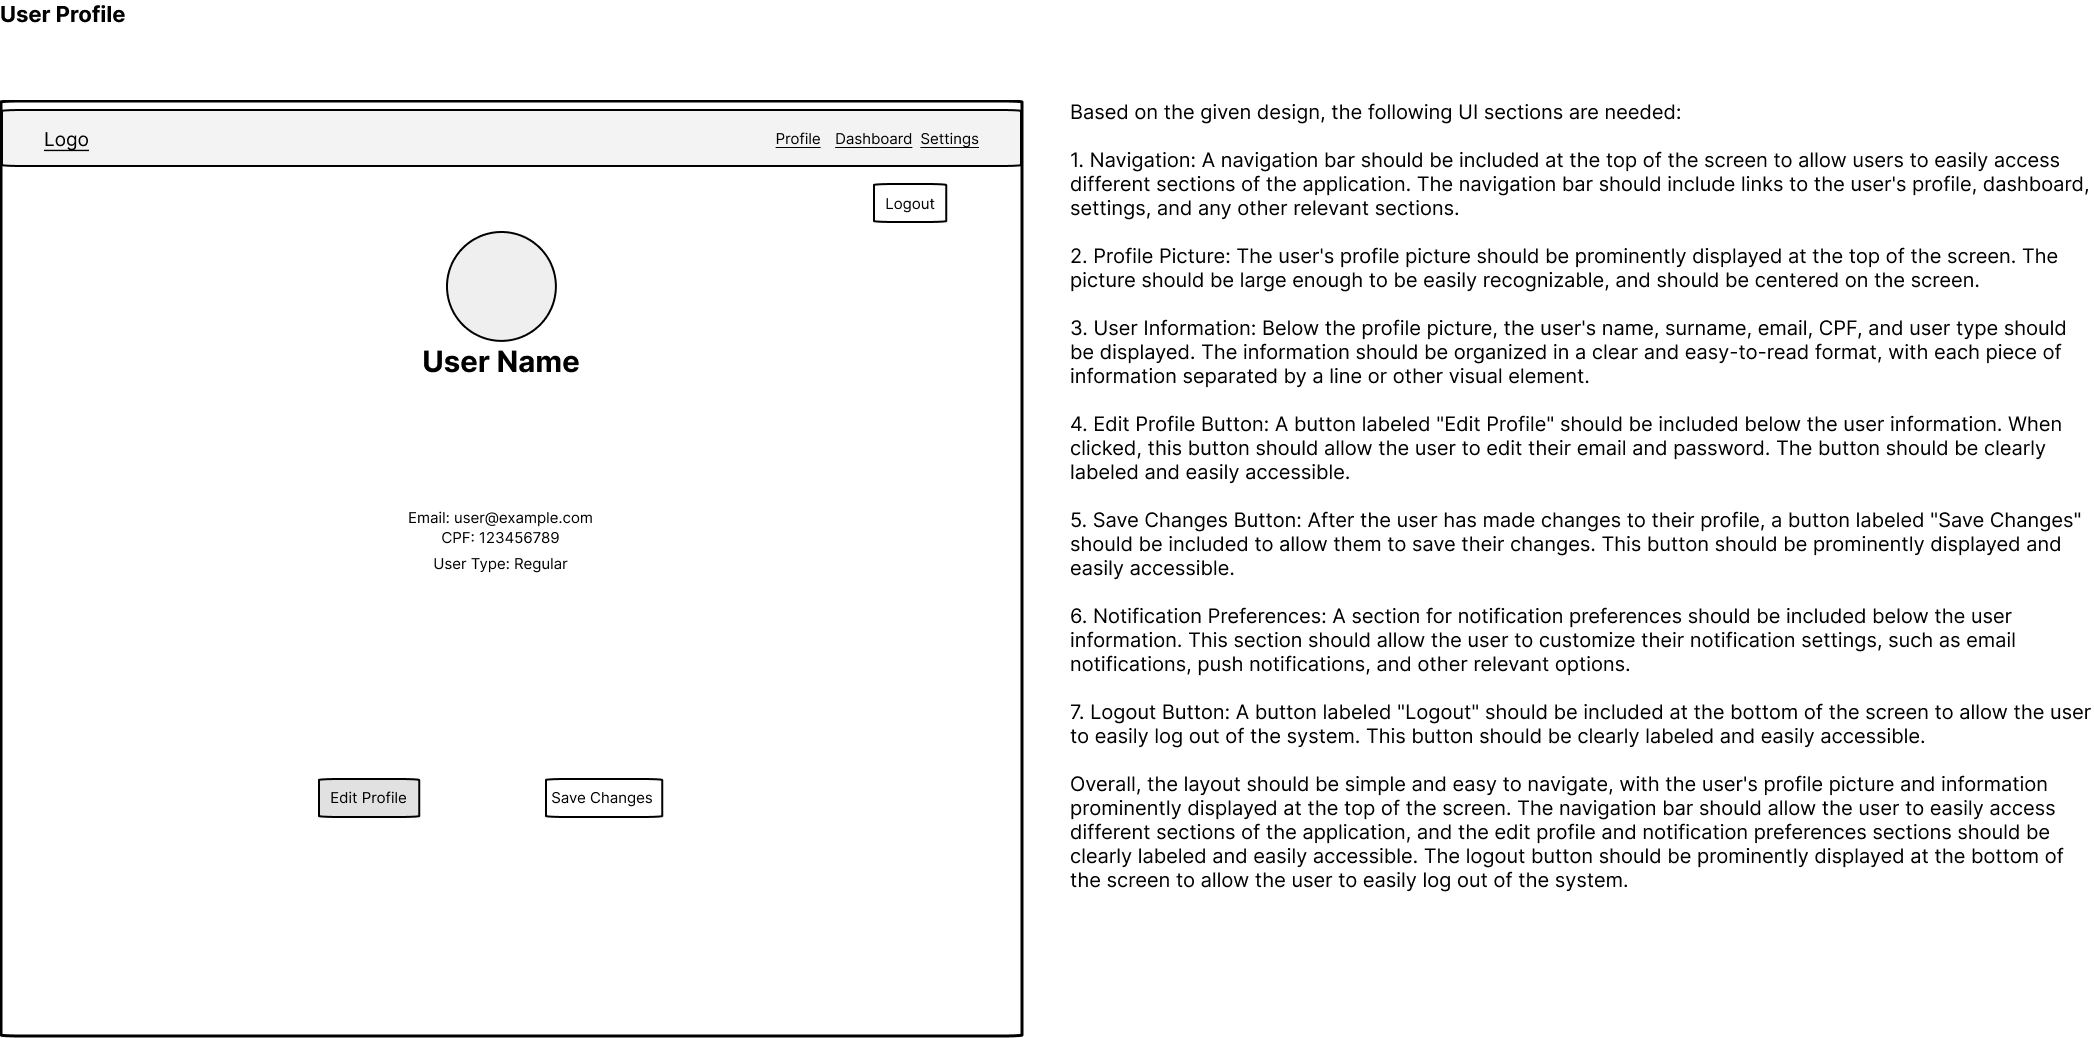 User Profile
Logo
Profile Dashboard Settings
Logout
User Name
Email: user@example.com
CPF: 123456789
User Type: Regular
Edit Profile
Save Changes
Based on the given design, the following UI sections are needed:
1. Navigation: A navigation bar should be included at the top of the screen to allow users to easily access
different sections of the application. The navigation bar should include links to the user's profile, dashboard,
settings, and any other relevant sections.
2. Profile Picture: The user's profile picture should be prominently displayed at the top of the screen. The
picture should be large enough to be easily recognizable, and should be centered on the screen.
3. User Information: Below the profile picture, the user's name, surname, email, CPF, and user type should
be displayed. The information should be organized in a clear and easy-to-read format, with each piece of
information separated by a line or other visual element.
4. Edit Profile Button: A button labeled "Edit Profile" should be included below the user information. When
clicked, this button should allow the user to edit their email and password. The button should be clearly
labeled and easily accessible.
5. Save Changes Button: After the user has made changes to their profile, a button labeled "Save Changes"
should be included to allow them to save their changes. This button should be prominently displayed and
easily accessible.
6. Notification Preferences: A section for notification preferences should be included below the user
information. This section should allow the user to customize their notification settings, such as email
notifications, push notifications, and other relevant options.
7. Logout Button: A button labeled "Logout" should be included at the bottom of the screen to allow the user
to easily log out of the system. This button should be clearly labeled and easily accessible.
Overall, the layout should be simple and easy to navigate, with the user's profile picture and information
prominently displayed at the top of the screen. The navigation bar should allow the user to easily access
different sections of the application, and the edit profile and notification preferences sections should be
clearly labeled and easily accessible. The logout button should be prominently displayed at the bottom of
the screen to allow the user to easily log out of the system.